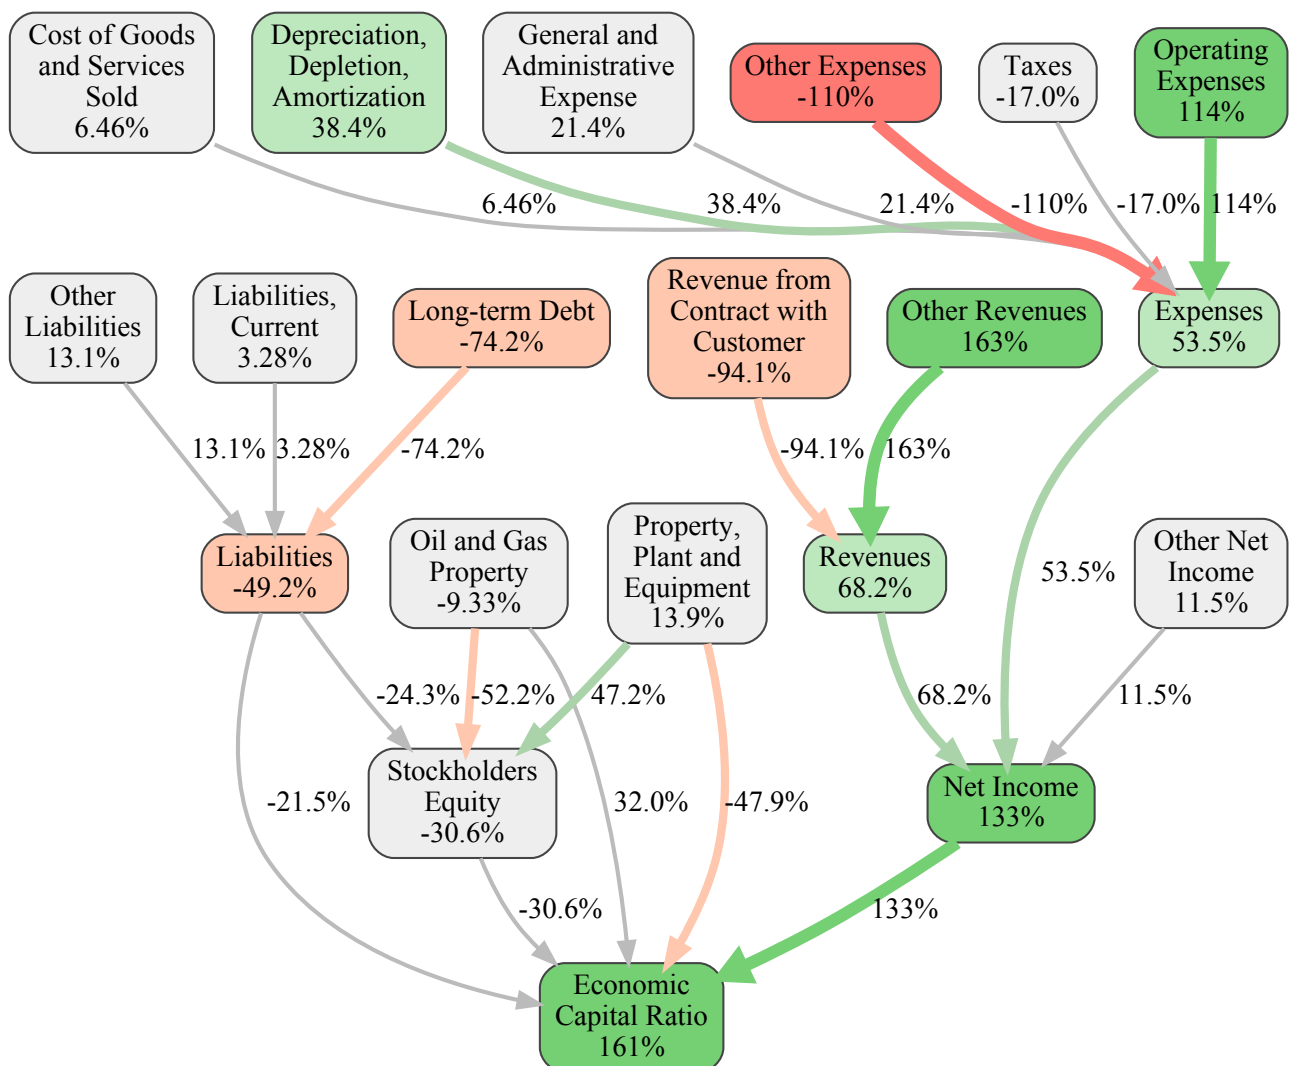 Cost of Goods
and Services
Sold
6.46%
Depreciation,
Depletion,
Amortization
38.4%
General and
Administrative
Expense
21.4%
Other Expenses
-110%
Taxes
-17.0%
Operating
Expenses
114%
6.46%
38.4%
21.4%
-110%
-17.0%
114%
Other
Liabilities
13.1%
Liabilities,
Current
3.28%
Long-term Debt
-74.2%
Revenue from
Contract with
Customer
-94.1%
Other Revenues
163%
Expenses
53.5%
13.1%
3.28%
-74.2%
-94.1%
163%
Liabilities
-49.2%
Oil and Gas
Property
-9.33%
Property,
Plant and
Equipment
13.9%
Revenues
68.2%
53.5%
Other Net
Income
11.5%
-24.3%
-52.2%
47.2%
68.2%
11.5%
-21.5%
Stockholders
Equity
-30.6%
32.0%
-47.9%
Net Income
133%
-30.6%
133%
Economic
Capital Ratio
161%